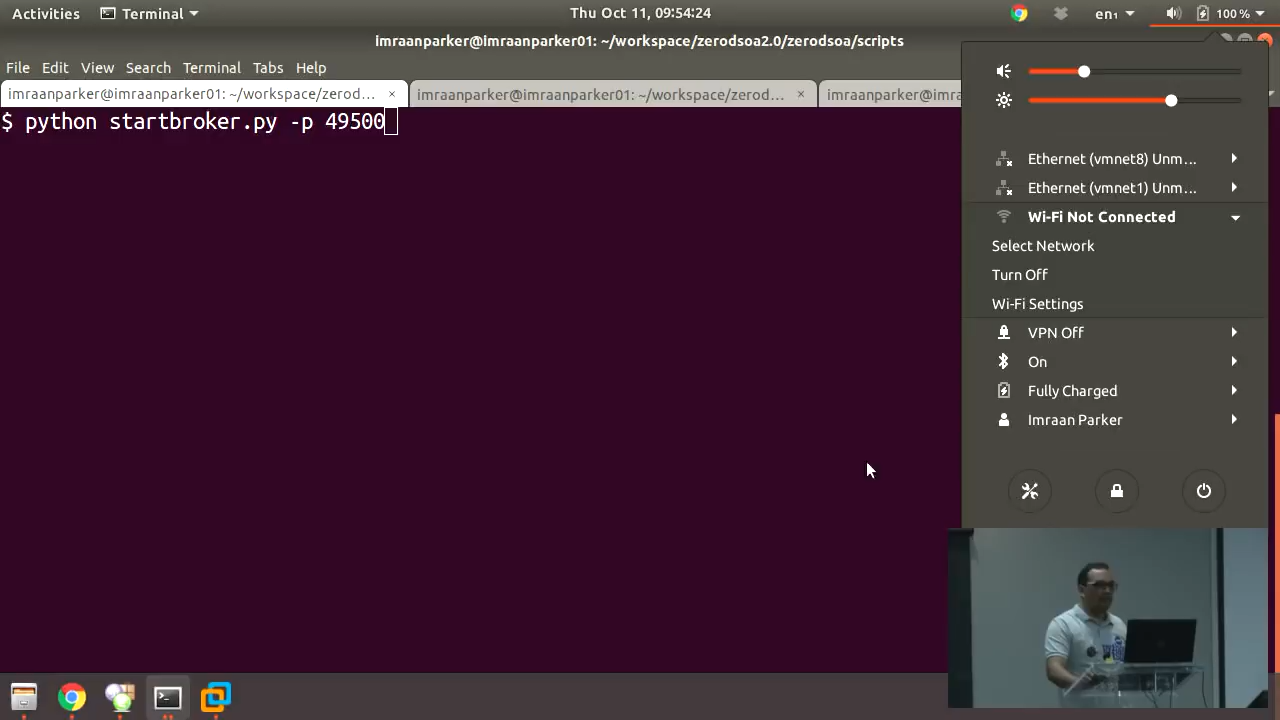 Activities
Terminal
Thu Oct 11, 09:54:24
en₁
100 %
imraanparker@imraanparker01: ~/workspace/zerodsoa2.0/zerodsoa/scripts
File Edit View Search Terminal Tabs Help
imraanparker@imraanparker01: ~/workspace/zerod... ×
imraanparker@imraanparker01: ~/workspace/zerod... ×
imraanparker@imraan
$ python startbroker.py -p 49500
Ethernet (vmnet8) Unm...
Ethernet (vmnet1) Unm...
Wi-Fi Not Connected
Select Network
Turn Off
Wi-Fi Settings
VPN Off
On
Fully Charged
Imraan Parker